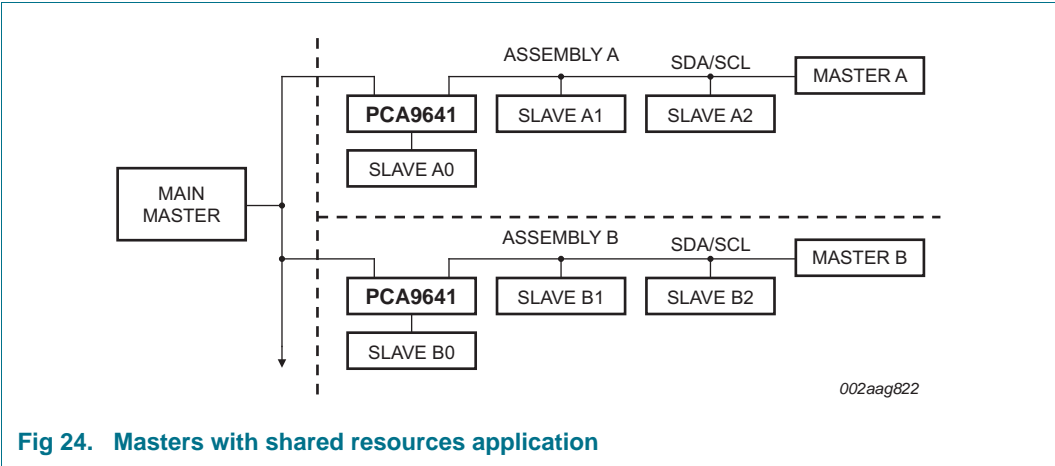 ASSEMBLY A
SDA/SCL
MASTER A
PCA9641
SLAVE A1
SLAVE A2
SLAVE A0
MAIN
MASTER
ASSEMBLY B
SDA/SCL
MASTER B
PCA9641
SLAVE B1
SLAVE B2
SLAVE B0
002aag822
Fig 24. Masters with shared resources application